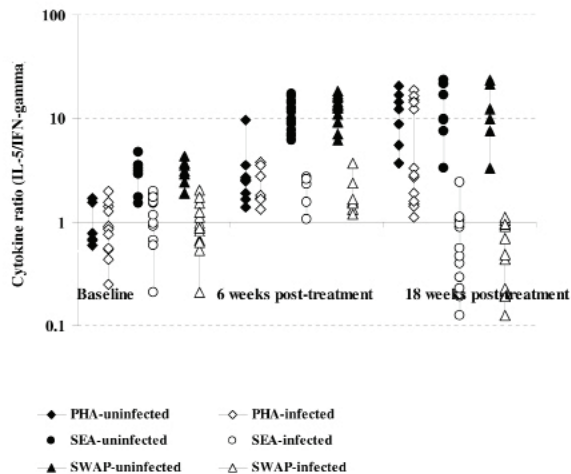 100
10
1
0.1
Cytokine ratio (IL-5/IFN-gamma)
Baseline 6 weeks post-treatment 18 weeks post-treatment
PHA-uninfected PHA-infected
SEA-uninfected SEA-infected
SWAP-uninfected SWAP-infected